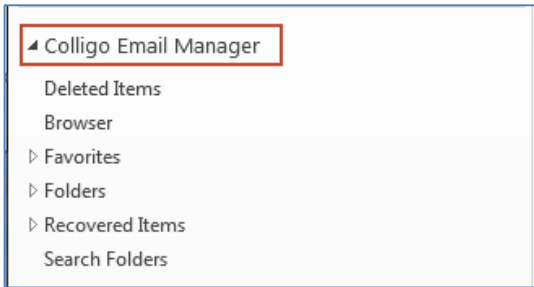 Colligo Email Manager
Deleted Items
Browser
Favorites
Folders
Recovered Items
Search Folders